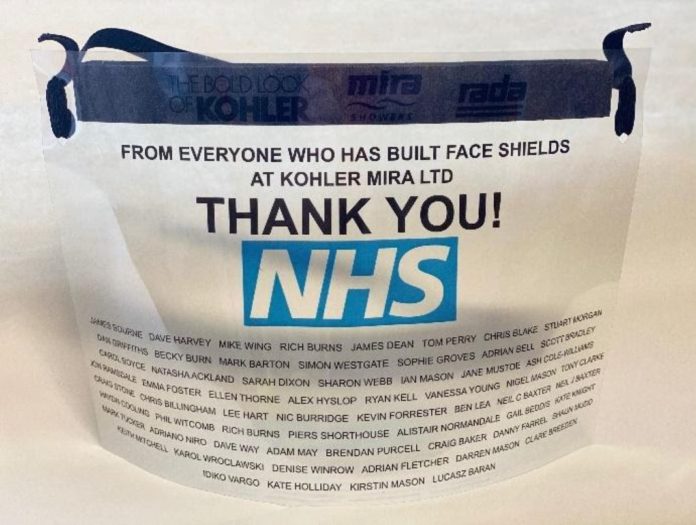 THE BOLD LOOK
OF KOHLER
mira
SHOWERS
rada
FROM EVERYONE WHO HAS BUILT FACE SHIELDS
AT KOHLER MIRA LTD
THANK YOU!
NHS
JAMES BOURNE DAVE HARVEY MIKE WING RICH BURNS JAMES DEAN TOM PERRY CHRIS BLAKE STUART MORGAN
DAN GRIFFITHS BECKY BURN MARK BARTON SIMON WESTGATE SOPHIE GROVES ADRIAN BELL SCOTT BRADLEY
CAROL BOYCE NATASHA ACKLAND SARAH DIXON SHARON WEBB IAN MASON JANE MUSTOE ASH COLE-WILLIAMS
JON RAMSDALE EMMA FOSTER ELLEN THORNE ALEX HYSLOP RYAN KELL VANESSA YOUNG NIGEL MASON TONY CLARKE
CRAIG STONE CHRIS BILLINGHAM LEE HART NIC BURRIDGE KEVIN FORRESTER BEN LEA NEIL C BAXTER NEIL J BAXTER
HAYDN COOLING PHIL WITCOMB RICH BURNS PIERS SHORTHOUSE ALISTAIR NORMANDALE GAIL BEDDIS KATE KNIGHT
MARK TUCKER ADRIANO NIRO DAVE WAY ADAM MAY BRENDAN PURCELL CRAIG BAKER DANNY FARREL SHAUN MUDD
KEITH MITCHELL KAROL WROCLAWSKI DENISE WINROW ADRIAN FLETCHER DARREN MASON CLARE BREEDEN
IDIKO VARGO KATE HOLLIDAY KIRSTIN MASON LUCASZ BARAN